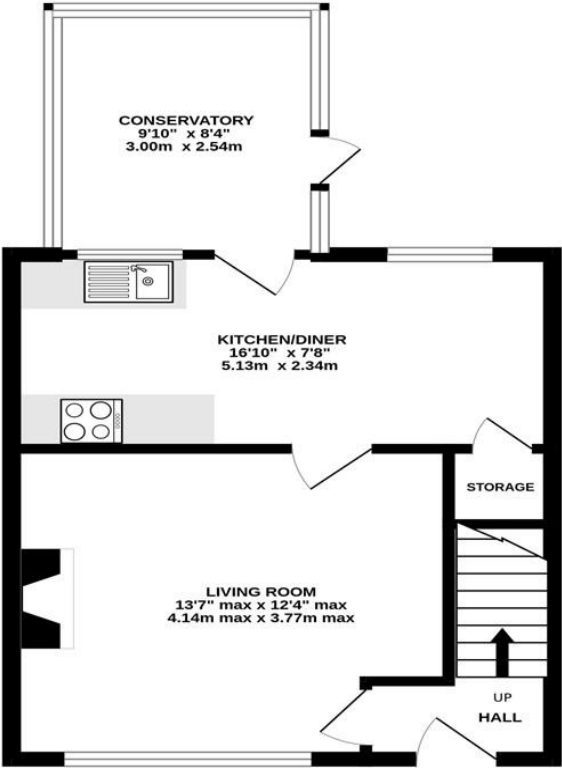 CONSERVATORY
9'10" x 8'4"
3.00m x 2.54m
KITCHEN/DINER
16'10" x 7'8"
5.13m x 2.34m
STORAGE
LIVING ROOM
13'7" max x 12'4" max
4.14m max x 3.77m max
UP
HALL